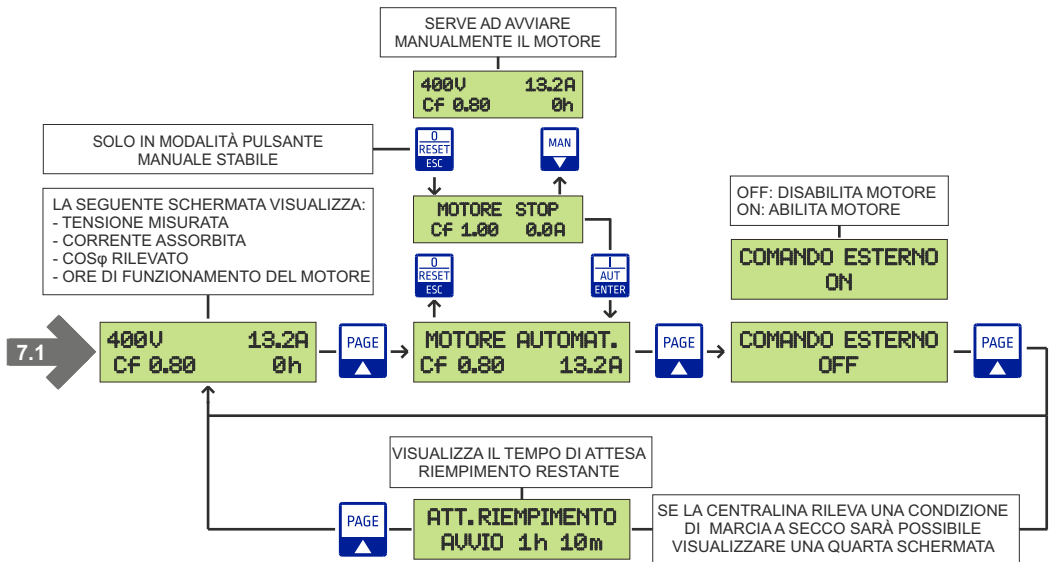 SERVE AD AVVIARE
MANUALMENTE IL MOTORE
400V 13.2A
Cf 0.80 0h
SOLO IN MODALITÀ PULSANTE
MANUALE STABILE
0
RESET
ESC
MAN
LA SEGUENTE SCHERMATA VISUALIZZA:
- TENSIONE MISURATA
- CORRENTE ASSORBITA
- COSφ RILEVATO
- ORE DI FUNZIONAMENTO DEL MOTORE
MOTORE STOP
Cf 1.00 0.0A
OFF: DISABILITA MOTORE
ON: ABILITA MOTORE
COMANDO ESTERNO
ON
0
RESET
ESC
I
AUT
ENTER
7.1
400V 13.2A
Cf 0.80 0h
PAGE
MOTORE AUTOMAT.
Cf 0.80 13.2A
PAGE
COMANDO ESTERNO
OFF
PAGE
VISUALIZZA IL TEMPO DI ATTESA
RIEMPIMENTO RESTANTE
PAGE
ATT.RIEMPIMENTO
AVVIO 1h 10m
SE LA CENTRALINA RILEVA UNA CONDIZIONE
DI MARCIA A SECCO SARÀ POSSIBILE
VISUALIZZARE UNA QUARTA SCHERMATA